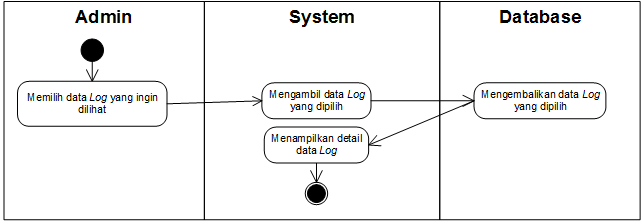 Admin
System
Database
Memilih data Log yang ingin
dilihat
Mengambil data Log
yang dipilih
Mengembalikan data Log
yang dipilih
Menampilkan detail
data Log